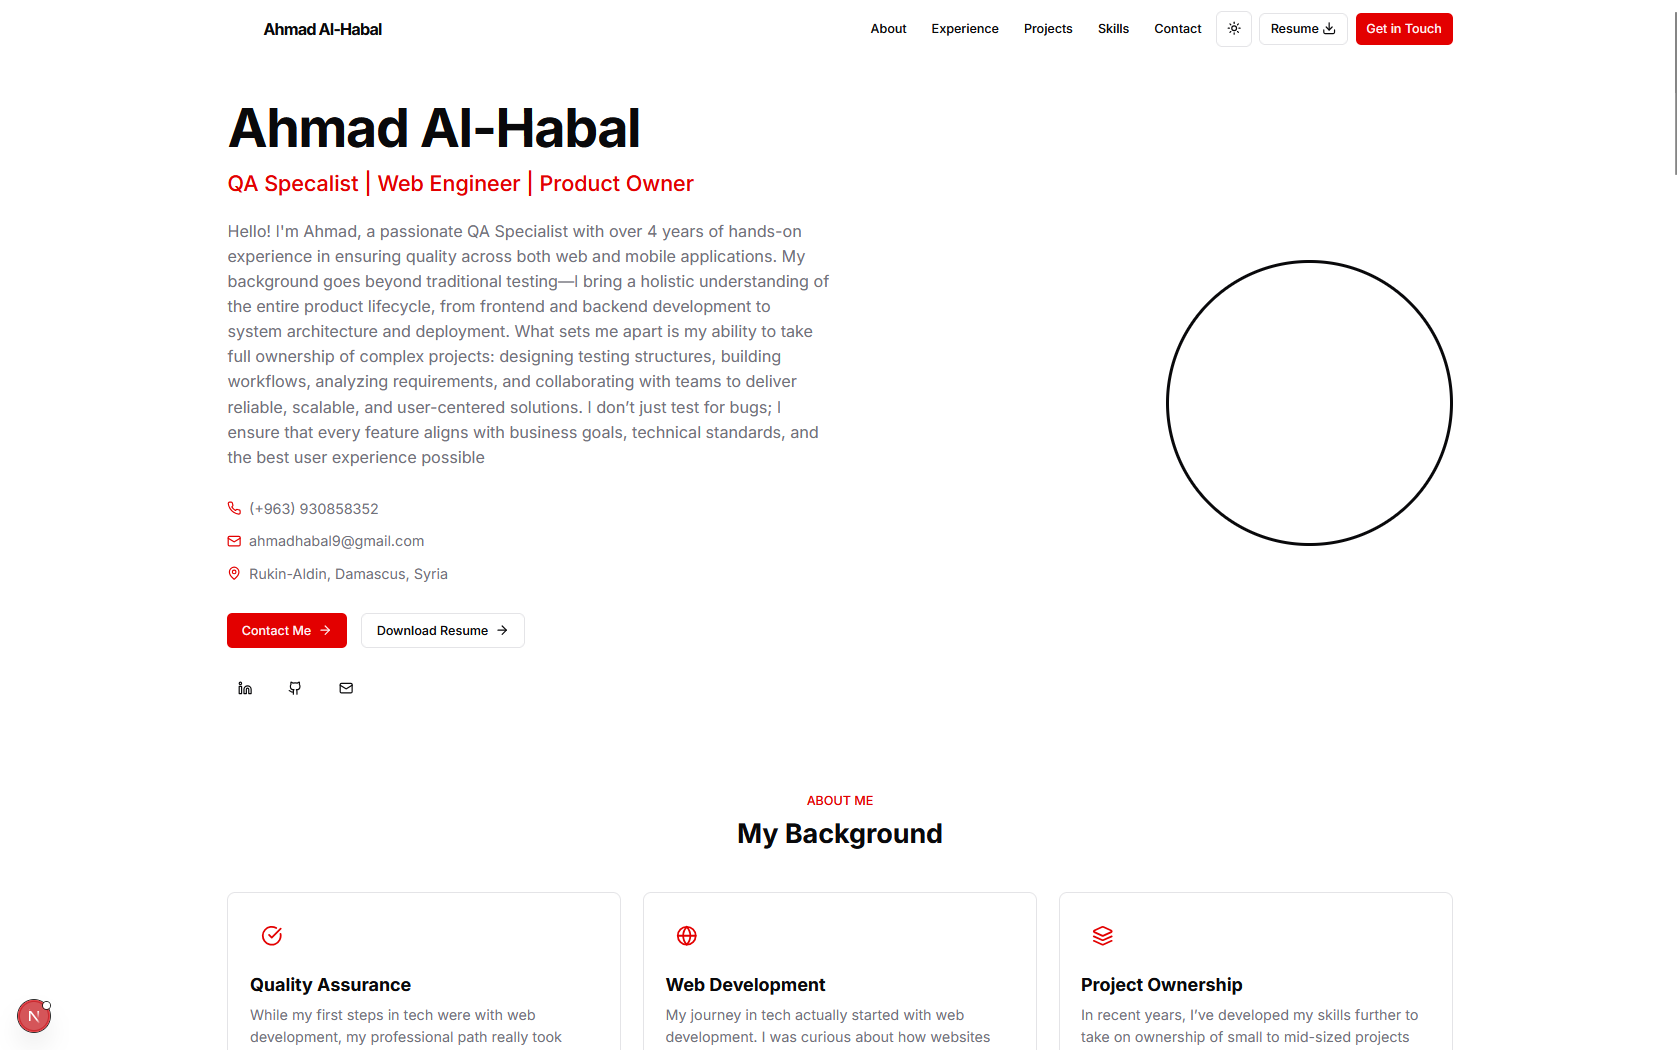 Ahmad Al-Habal
About
Experience
Projects
Skills
Contact
Resume
Get in Touch
Ahmad Al-Habal
QA Specalist | Web Engineer | Product Owner
Hello! I'm Ahmad, a passionate QA Specialist with over 4 years of hands-on
experience in ensuring quality across both web and mobile applications. My
background goes beyond traditional testing—I bring a holistic understanding of
the entire product lifecycle, from frontend and backend development to
system architecture and deployment. What sets me apart is my ability to take
full ownership of complex projects: designing testing structures, building
workflows, analyzing requirements, and collaborating with teams to deliver
reliable, scalable, and user-centered solutions. I don’t just test for bugs; I
ensure that every feature aligns with business goals, technical standards, and
the best user experience possible
(+963) 930858352
ahmadhabal9@gmail.com
Rukin-Aldin, Damascus, Syria
Contact Me
Download Resume
ABOUT ME
My Background
Quality Assurance
While my first steps in tech were with web
development, my professional path really took
Web Development
My journey in tech actually started with web
development. I was curious about how websites
Project Ownership
In recent years, I’ve developed my skills further to
take on ownership of small to mid-sized projects
N